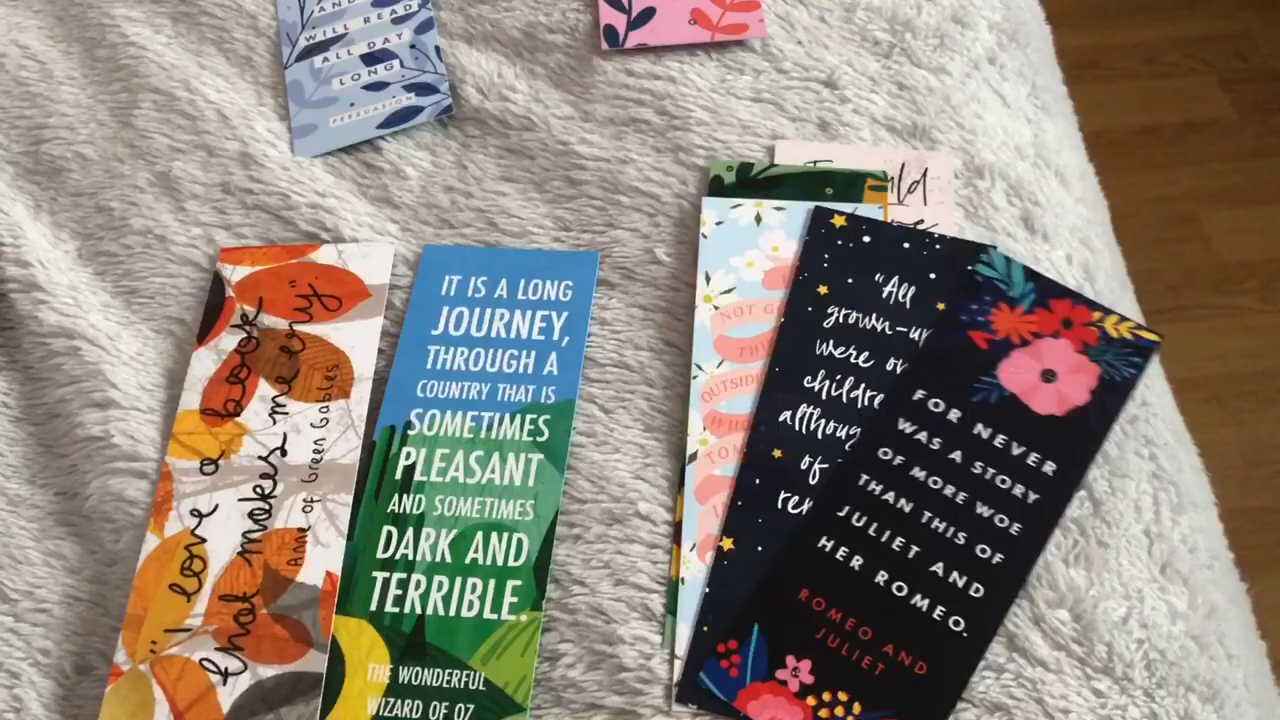 AND
WILL READ
ALL DAY
LONG
PERSUASION
"I love a book
that makes me cry"
Anne of Green Gables
IT IS A LONG
JOURNEY,
THROUGH A
COUNTRY THAT IS
SOMETIMES
PLEASANT
AND SOMETIMES
DARK AND
TERRIBLE.
THE WONDERFUL
WIZARD OF OZ
NOT
OUTSIDE
"All
grown-up
were
childre
althoug
of
FOR NEVER
WAS A STORY
OF MORE WOE
THAN THIS OF
JULIET AND
HER ROMEO.
ROMEO AND
JULIET